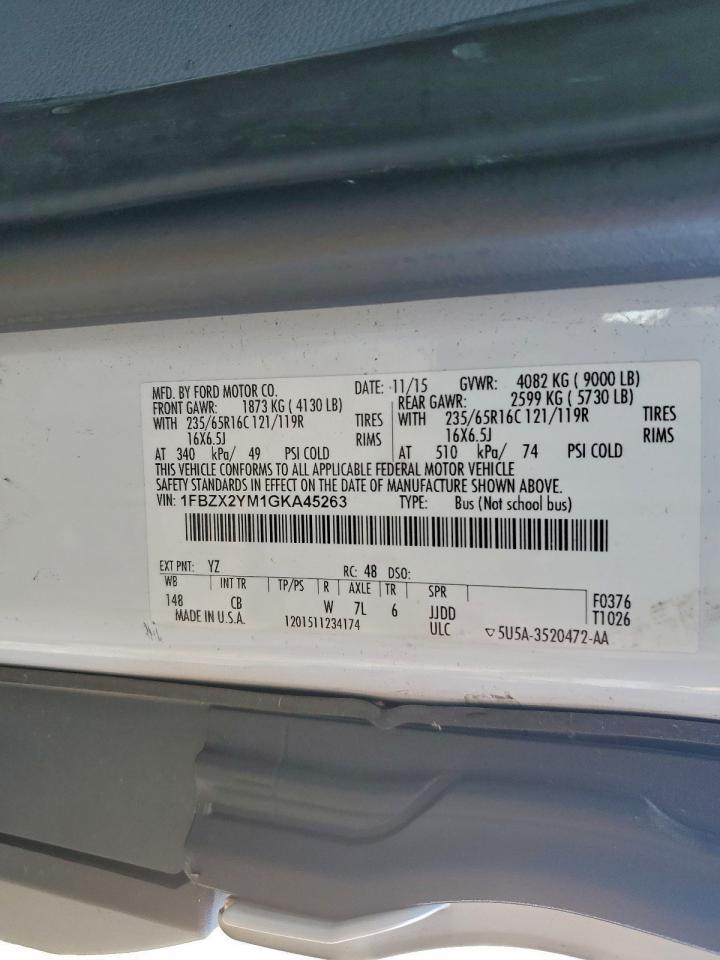 MFD. BY FORD MOTOR CO. DATE: 11/15 GVWR: 4082 KG ( 9000 LB)
FRONT GAWR: 1873 KG ( 4130 LB) REAR GAWR: 2599 KG ( 5730 LB)
WITH 235/65R16C 121/119R TIRES WITH 235/65R16C 121/119R TIRES
16X6.5J RIMS 16X6.5J RIMS
AT 340 kPa/ 49 PSI COLD AT 510 kPa/ 74 PSI COLD
THIS VEHICLE CONFORMS TO ALL APPLICABLE FEDERAL MOTOR VEHICLE
SAFETY STANDARDS IN EFFECT ON THE DATE OF MANUFACTURE SHOWN ABOVE.
VIN: 1FBZX2YM1GKA45263 TYPE: Bus (Not school bus)
EXT PNT: YZ RC: 48 DSO:
WB INT TR TP/PS R AXLE TR SPR
148 CB W 7L 6 JJDD F0376
MADE IN U.S.A. 1201511234174 ULC T1026
▽5U5A-3520472-AA